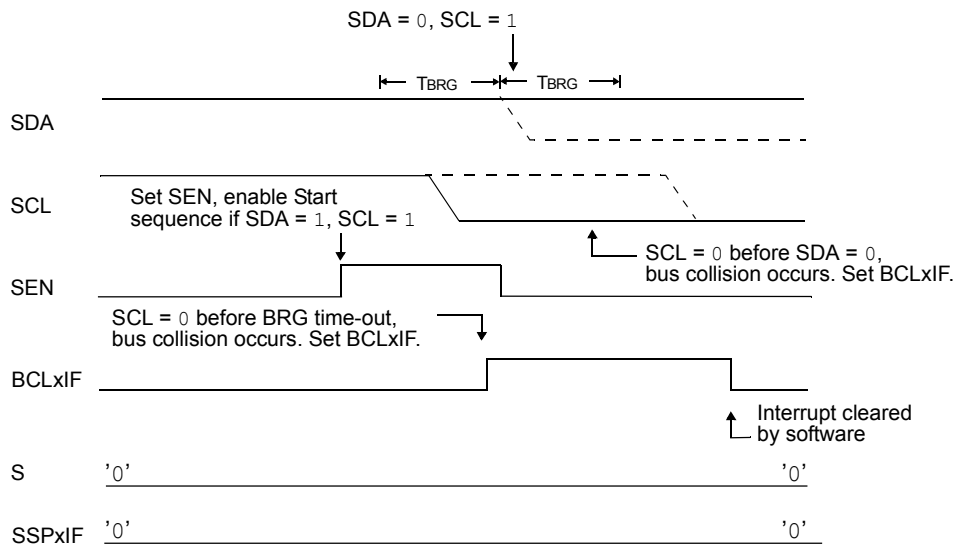 SDA = 0, SCL = 1
TBRG TBRG
SDA
SCL
Set SEN, enable Start
sequence if SDA = 1, SCL = 1
SCL = 0 before SDA = 0,
bus collision occurs. Set BCLxIF.
SEN
SCL = 0 before BRG time-out,
bus collision occurs. Set BCLxIF.
BCLxIF
Interrupt cleared
by software
S '0' '0'
SSPxIF '0' '0'